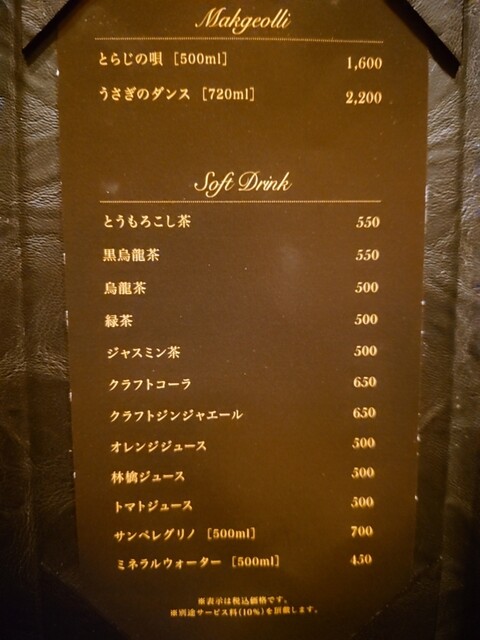 Makgeolli
とらじの唄 [500ml] 1,600
うさぎのダンス [720ml] 2,200
Soft Drink
とうもろこし茶 550
黒烏龍茶 550
烏龍茶 500
緑茶 500
ジャスミン茶 500
クラフトコーラ 650
クラフトジンジャエール 650
オレンジジュース 500
林檎ジュース 500
トマトジュース 500
サンペレグリノ [500ml] 700
ミネラルウォーター [500ml] 450
※表示は税込価格です。
※別途サービス料(10%)を頂戴します。